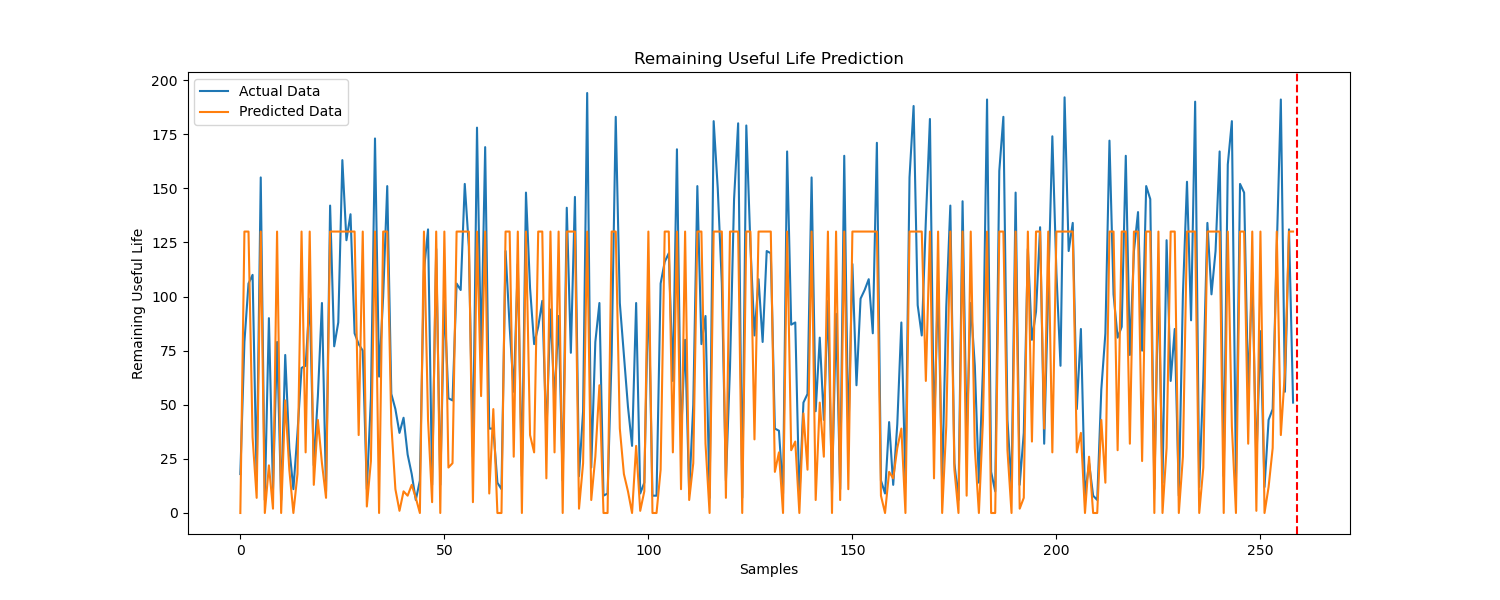 Remaining Useful Life Prediction
Actual Data
Predicted Data
Remaining Useful Life
200
175
150
125
100
75
50
25
0
0 50 100 150 200 250
Samples